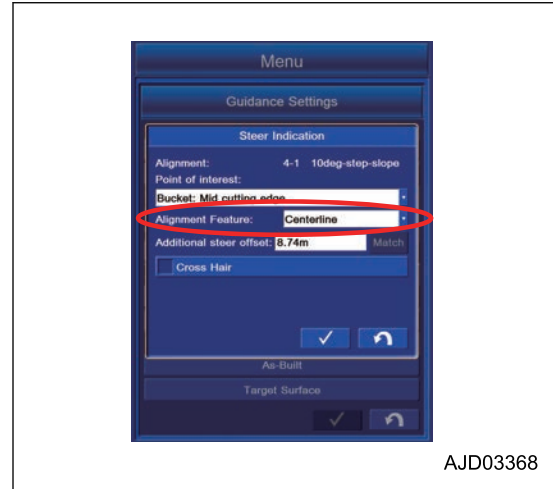 Menu
Guidance Settings
Steer Indication
Alignment: 4-1 10deg-step-slope
Point of interest:
Bucket: Mid cutting edge
Alignment Feature: Centerline
Additional steer offset: 8.74m Match
Cross Hair
As-Built
Target Surface
AJD03368